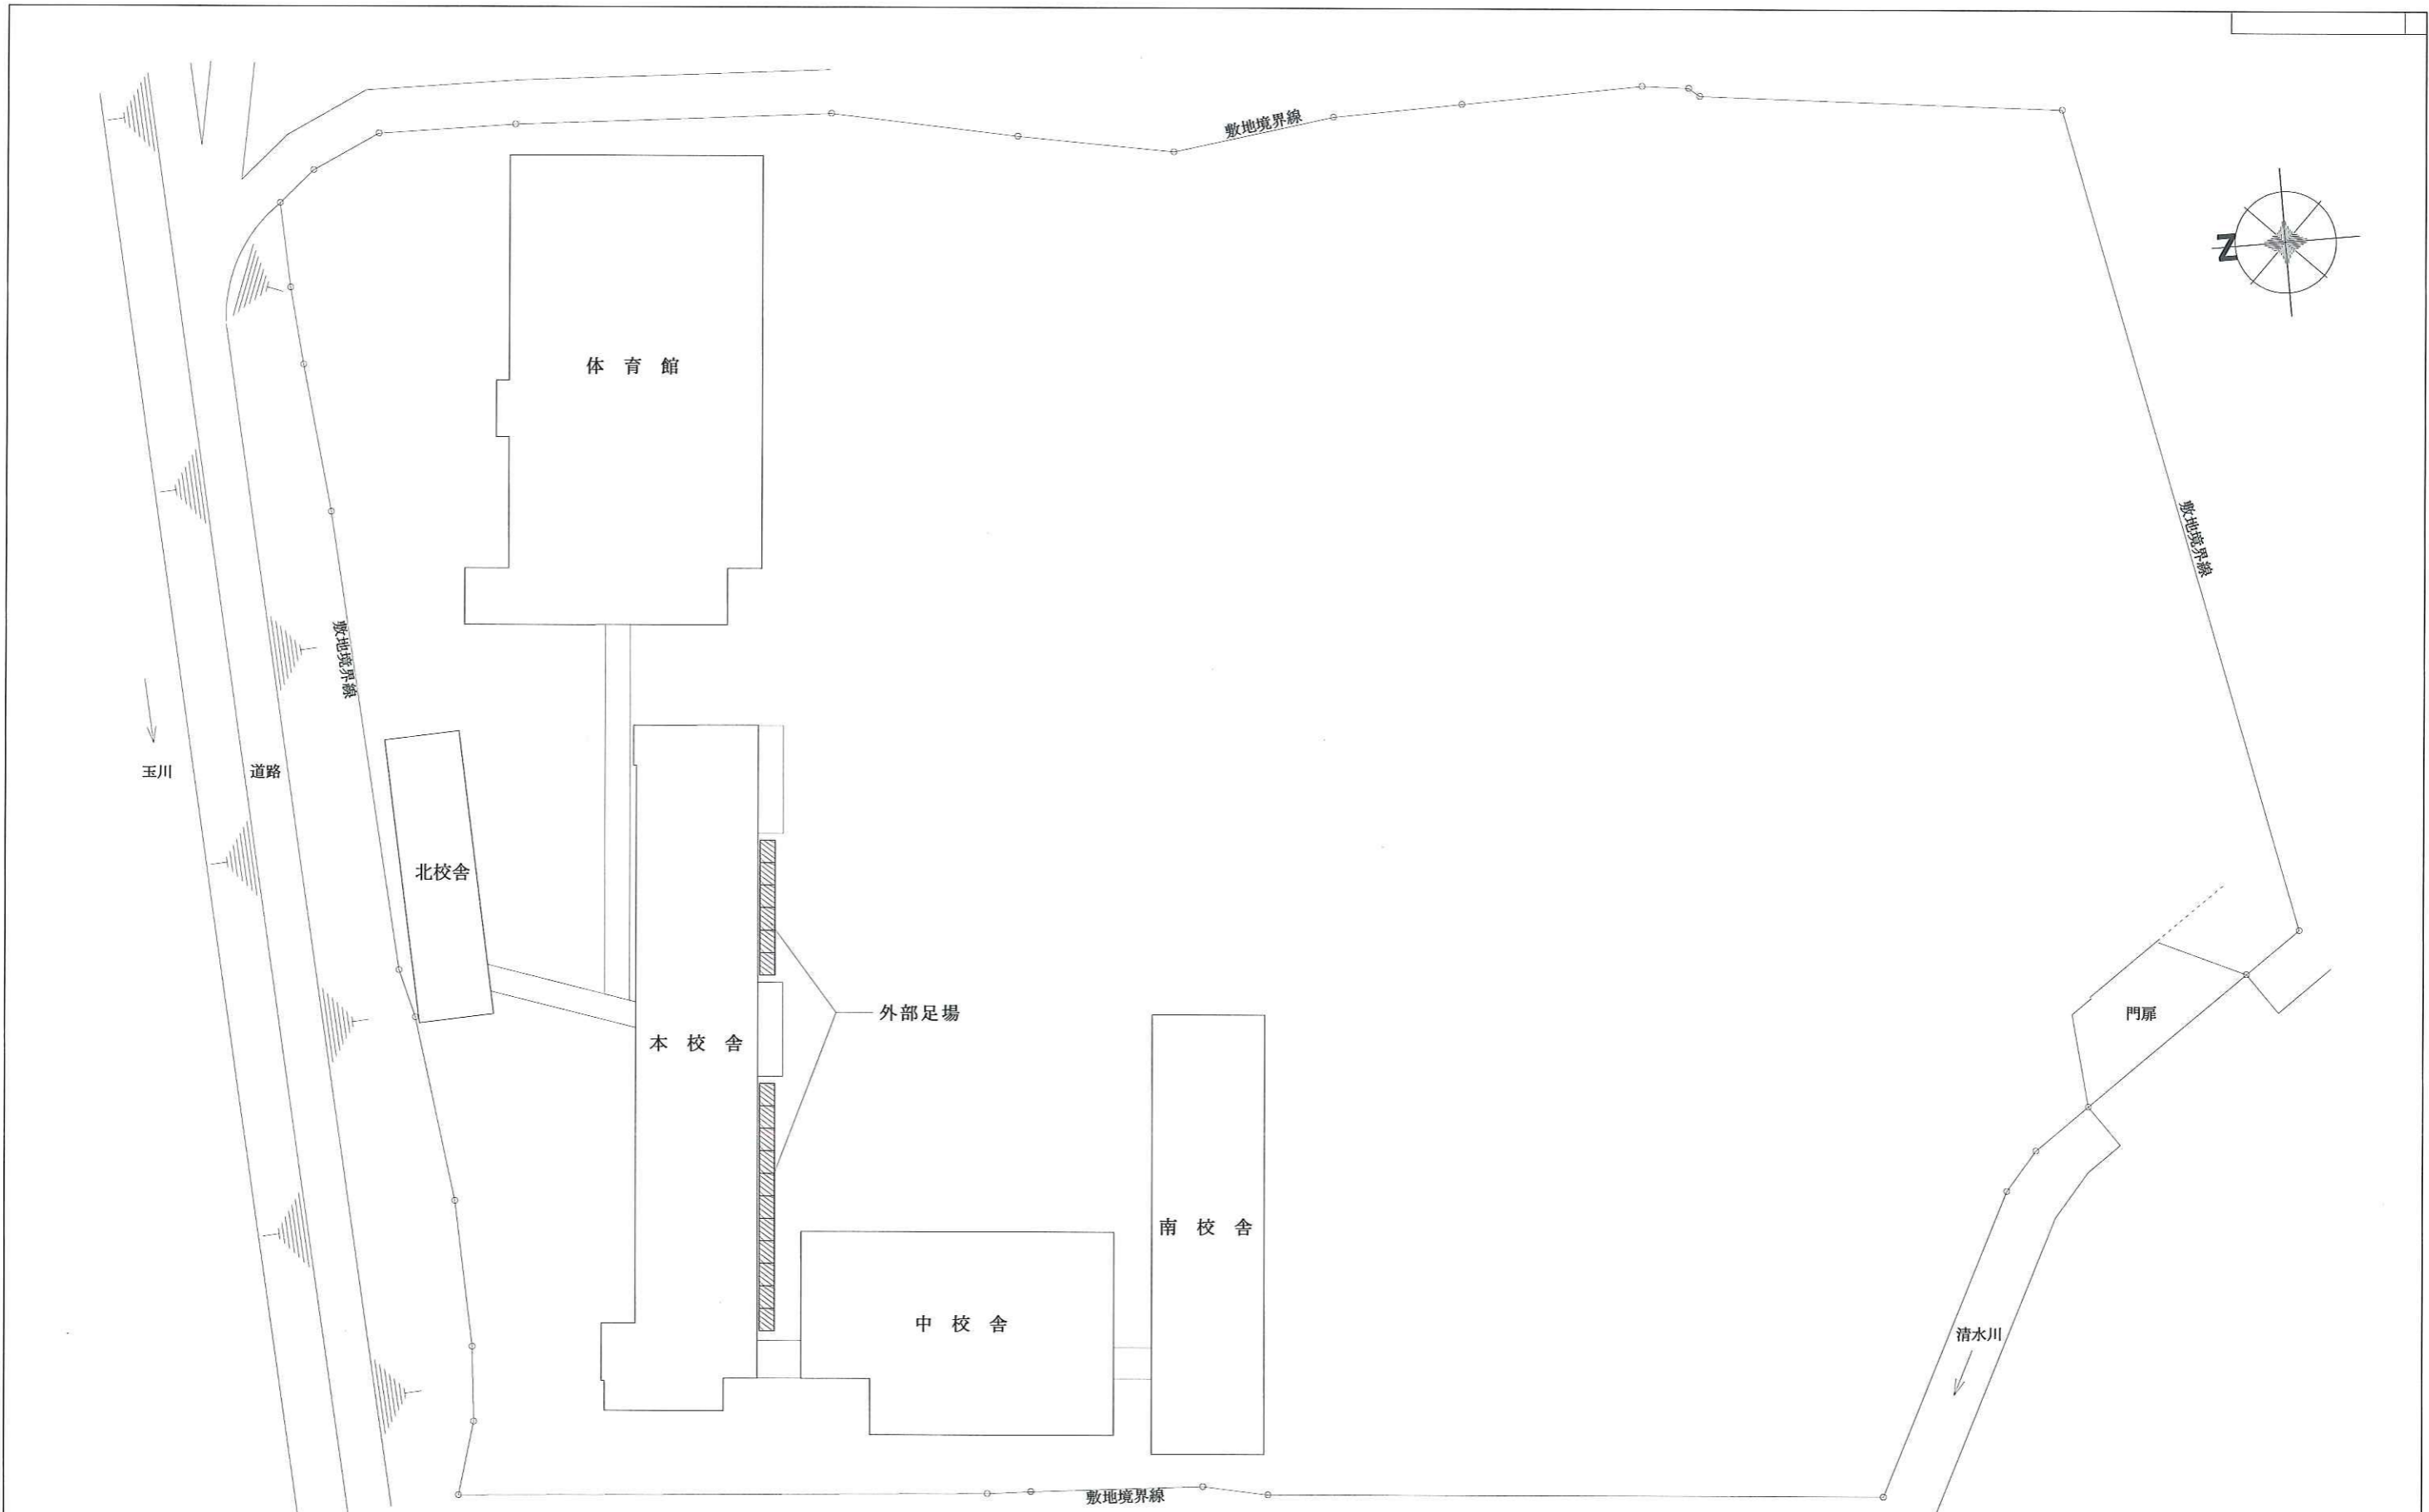 敷地境界線
N
体 育 館
敷地境界線
敷地境界線
玉川
道路
北校舎
外部足場
門扉
本 校 舎
南 校 舎
中 校 舎
清水川
敷地境界線